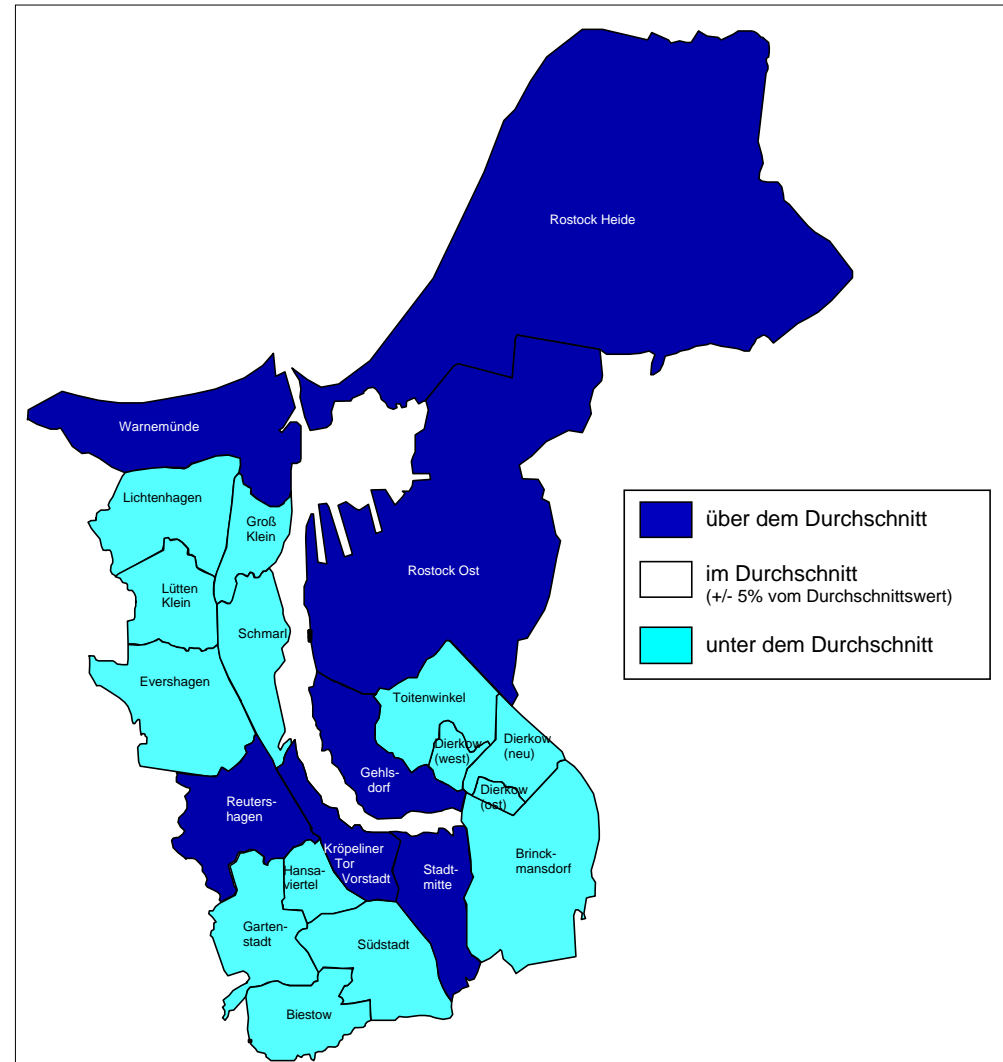 Rostock Heide
Warnemünde
Lichtenhagen
Groß
Klein
Lütten
Klein
Schmarl
Evershagen
Rostock Ost
Toitenwinkel
Dierkow
(west)
Dierkow
(neu)
Dierkow
(ost)
Gehls-
dorf
Reuters-
hagen
Kröpeliner
Tor
Vorstadt
Stadt-
mitte
Brinck-
mansdorf
Hansa-
viertel
Garten-
stadt
Südstadt
Biestow
über dem Durchschnitt
im Durchschnitt
(+/- 5% vom Durchschnittswert)
unter dem Durchschnitt